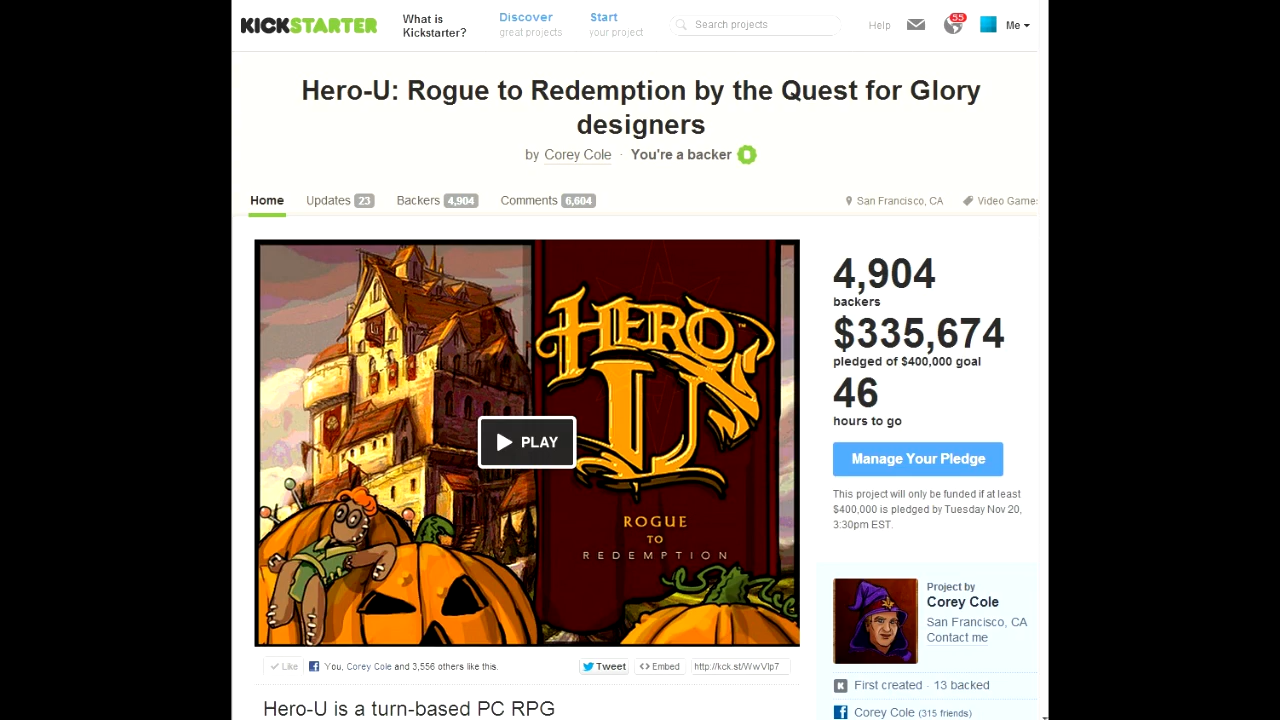 KICKSTARTER
What is
Kickstarter?
Discover
great projects
Start
your project
Search projects
Help
55
Me
Hero-U: Rogue to Redemption by the Quest for Glory
designers
by Corey Cole · You're a backer
Home
Updates 23
Backers 4,904
Comments 6,604
San Francisco, CA
Video Games
HERO
U
ROGUE
TO
REDEMPTION
PLAY
4,904
backers
$335,674
pledged of $400,000 goal
46
hours to go
Manage Your Pledge
This project will only be funded if at least
$400,000 is pledged by Tuesday Nov 20,
3:30pm EST.
Project by
Corey Cole
San Francisco, CA
Contact me
First created · 13 backed
Corey Cole (315 friends)
Like
You, Corey Cole and 3,556 others like this.
Tweet
Embed
http://kck.st/WwVlp7
Hero-U is a turn-based PC RPG